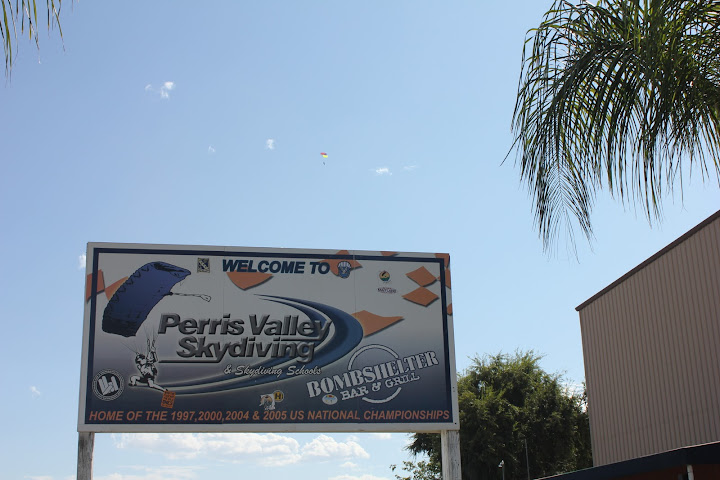 WELCOME TO
Perris Valley
Skydiving
& Skydiving Schools
BOMBSHELTER
BAR & GRILL
HOME OF THE 1997,2000,2004 & 2005 US NATIONAL CHAMPIONSHIPS